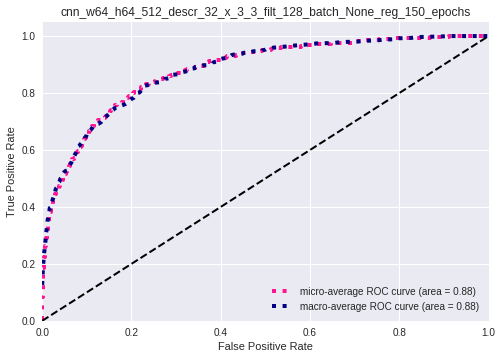 cnn_w64_h64_512_descr_32_x_3_3_filt_128_batch_None_reg_150_epochs
1.0
0.8
0.6
0.4
0.2
0.0
True Positive Rate
micro-average ROC curve (area = 0.88)
macro-average ROC curve (area = 0.88)
0.0 0.2 0.4 0.6 0.8 1.0
False Positive Rate